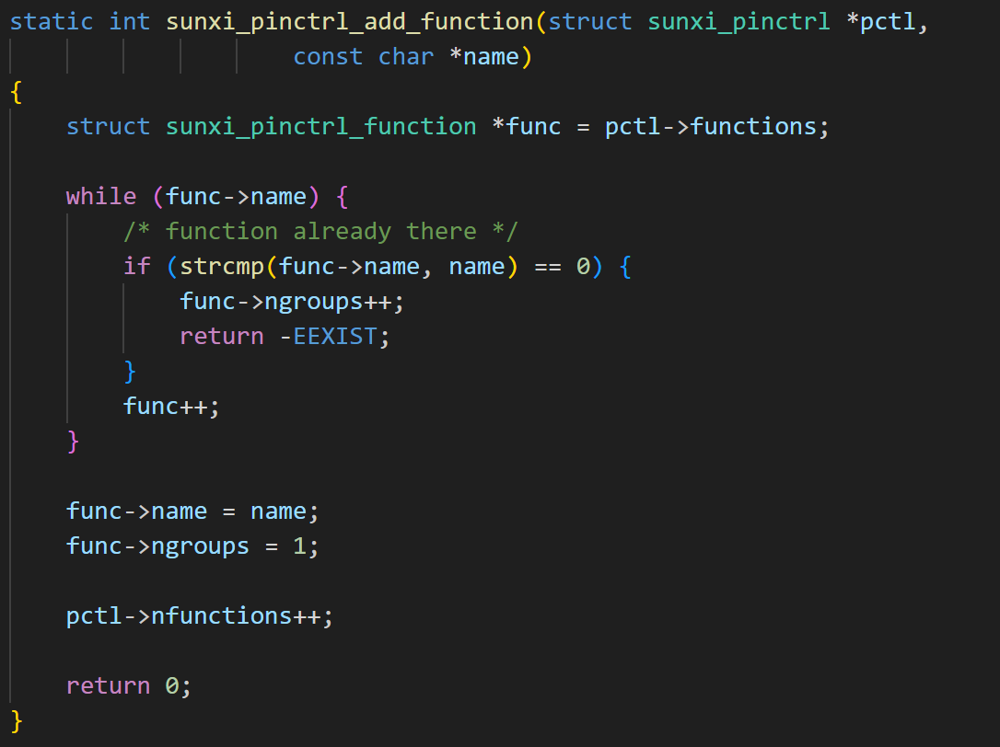 static int sunxi_pinctrl_add_function(struct sunxi_pinctrl *pctl,
                    const char *name)
{
    struct sunxi_pinctrl_function *func = pctl->functions;

    while (func->name) {
        /* function already there */
        if (strcmp(func->name, name) == 0) {
            func->ngroups++;
            return -EEXIST;
        }
        func++;
    }

    func->name = name;
    func->ngroups = 1;

    pctl->nfunctions++;

    return 0;
}